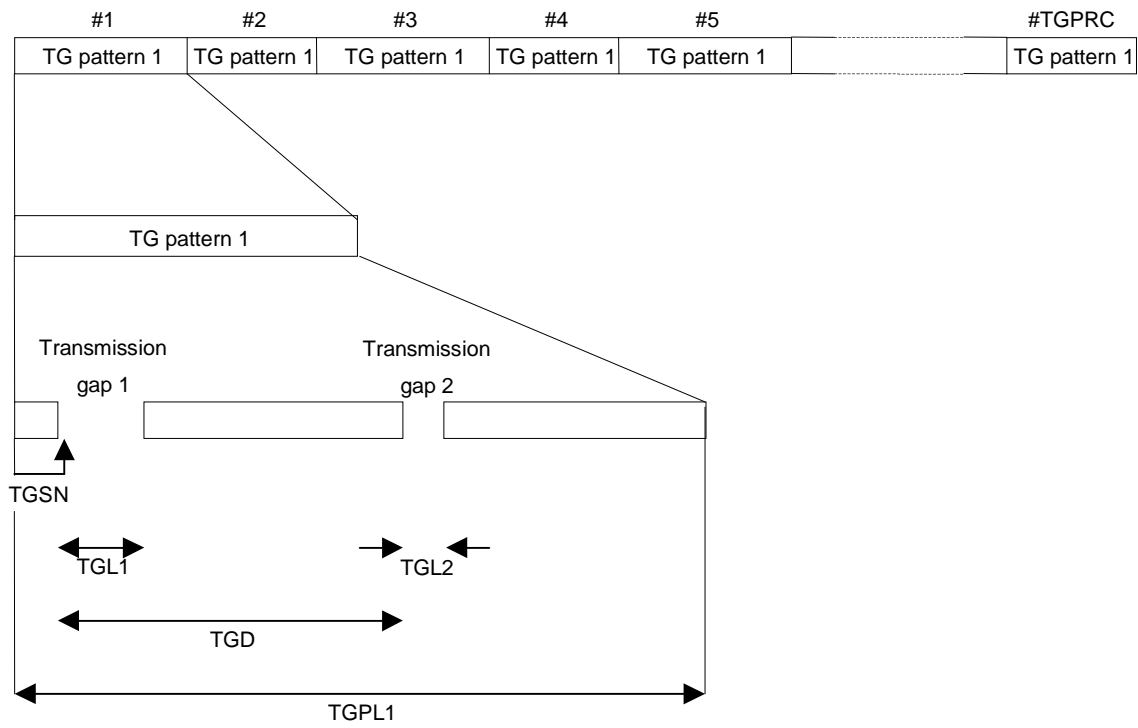 #1 #2 #3 #4 #5 #TGPRC
TG pattern 1 TG pattern 1 TG pattern 1 TG pattern 1 TG pattern 1 TG pattern 1
TG pattern 1
Transmission
gap 1
Transmission
gap 2
TGSN
TGL1 TGL2
TGD
TGPL1